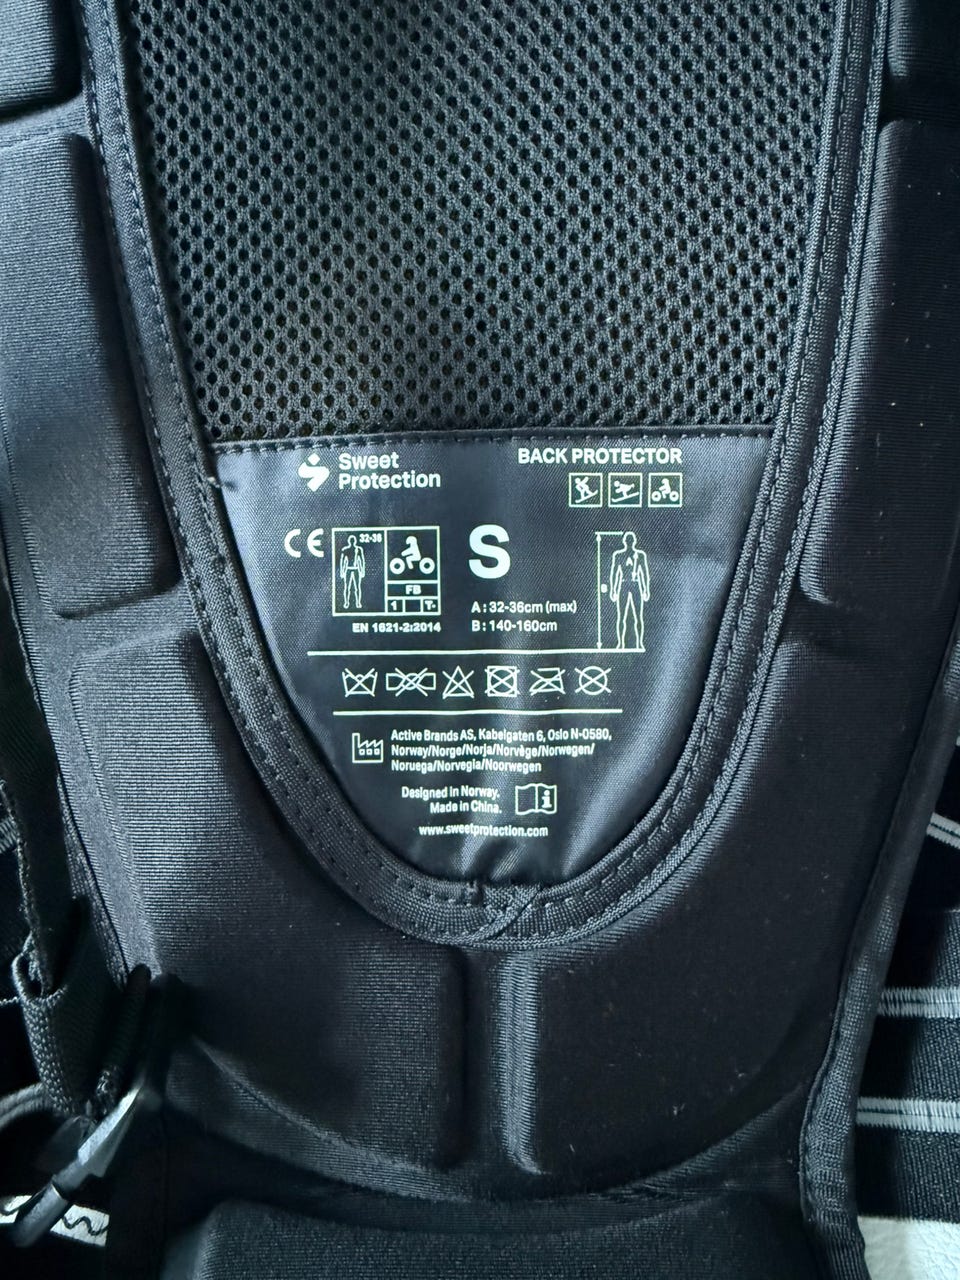 Sweet
Protection
BACK PROTECTOR
CE
32-36
FB
1 T-
EN 1621-2:2014
S
A: 32-36cm (max)
B: 140-160cm
A
B
Active Brands AS, Kabelgaten 6, Oslo N-0580,
Norway/Norge/Norja/Norvège/Norwegen/
Noruega/Norvegia/Noorwegen
Designed in Norway.
Made in China.
i
www.sweetprotection.com